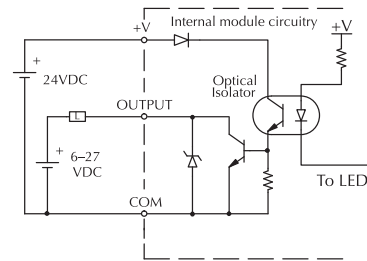 Internal module circuitry
+V
+V
+
24VDC
Optical
Isolator
OUTPUT
L
+
6–27
VDC
To LED
COM